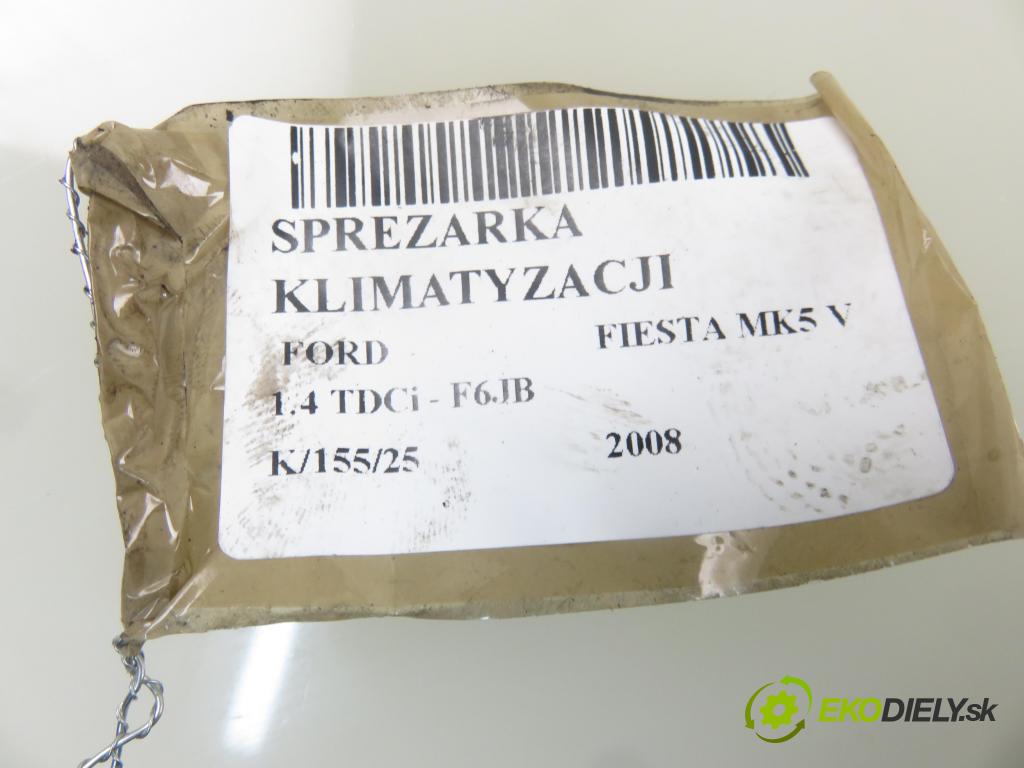 SPREZARKA
KLIMATYZACJI
FORD FIESTA MK5 V
1.4 TDCi - F6JB
K/155/25 2008
EKODIELY.sk